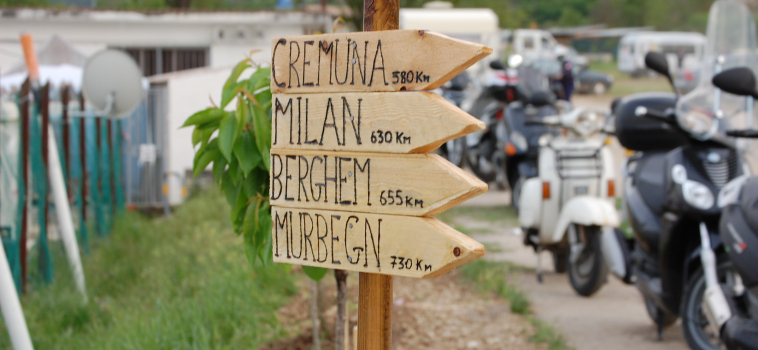 CREMUNA 580 Km
MILAN 630 Km
BERGHEM 655 Km
MURBEGN 730 Km